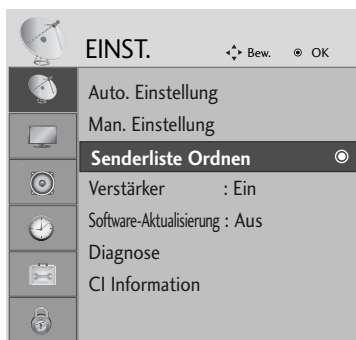 EINST. Bew. OK
Auto. Einstellung
Man. Einstellung
Senderliste Ordnen
Verstärker : Ein
Software-Aktualisierung : Aus
Diagnose
CI Information